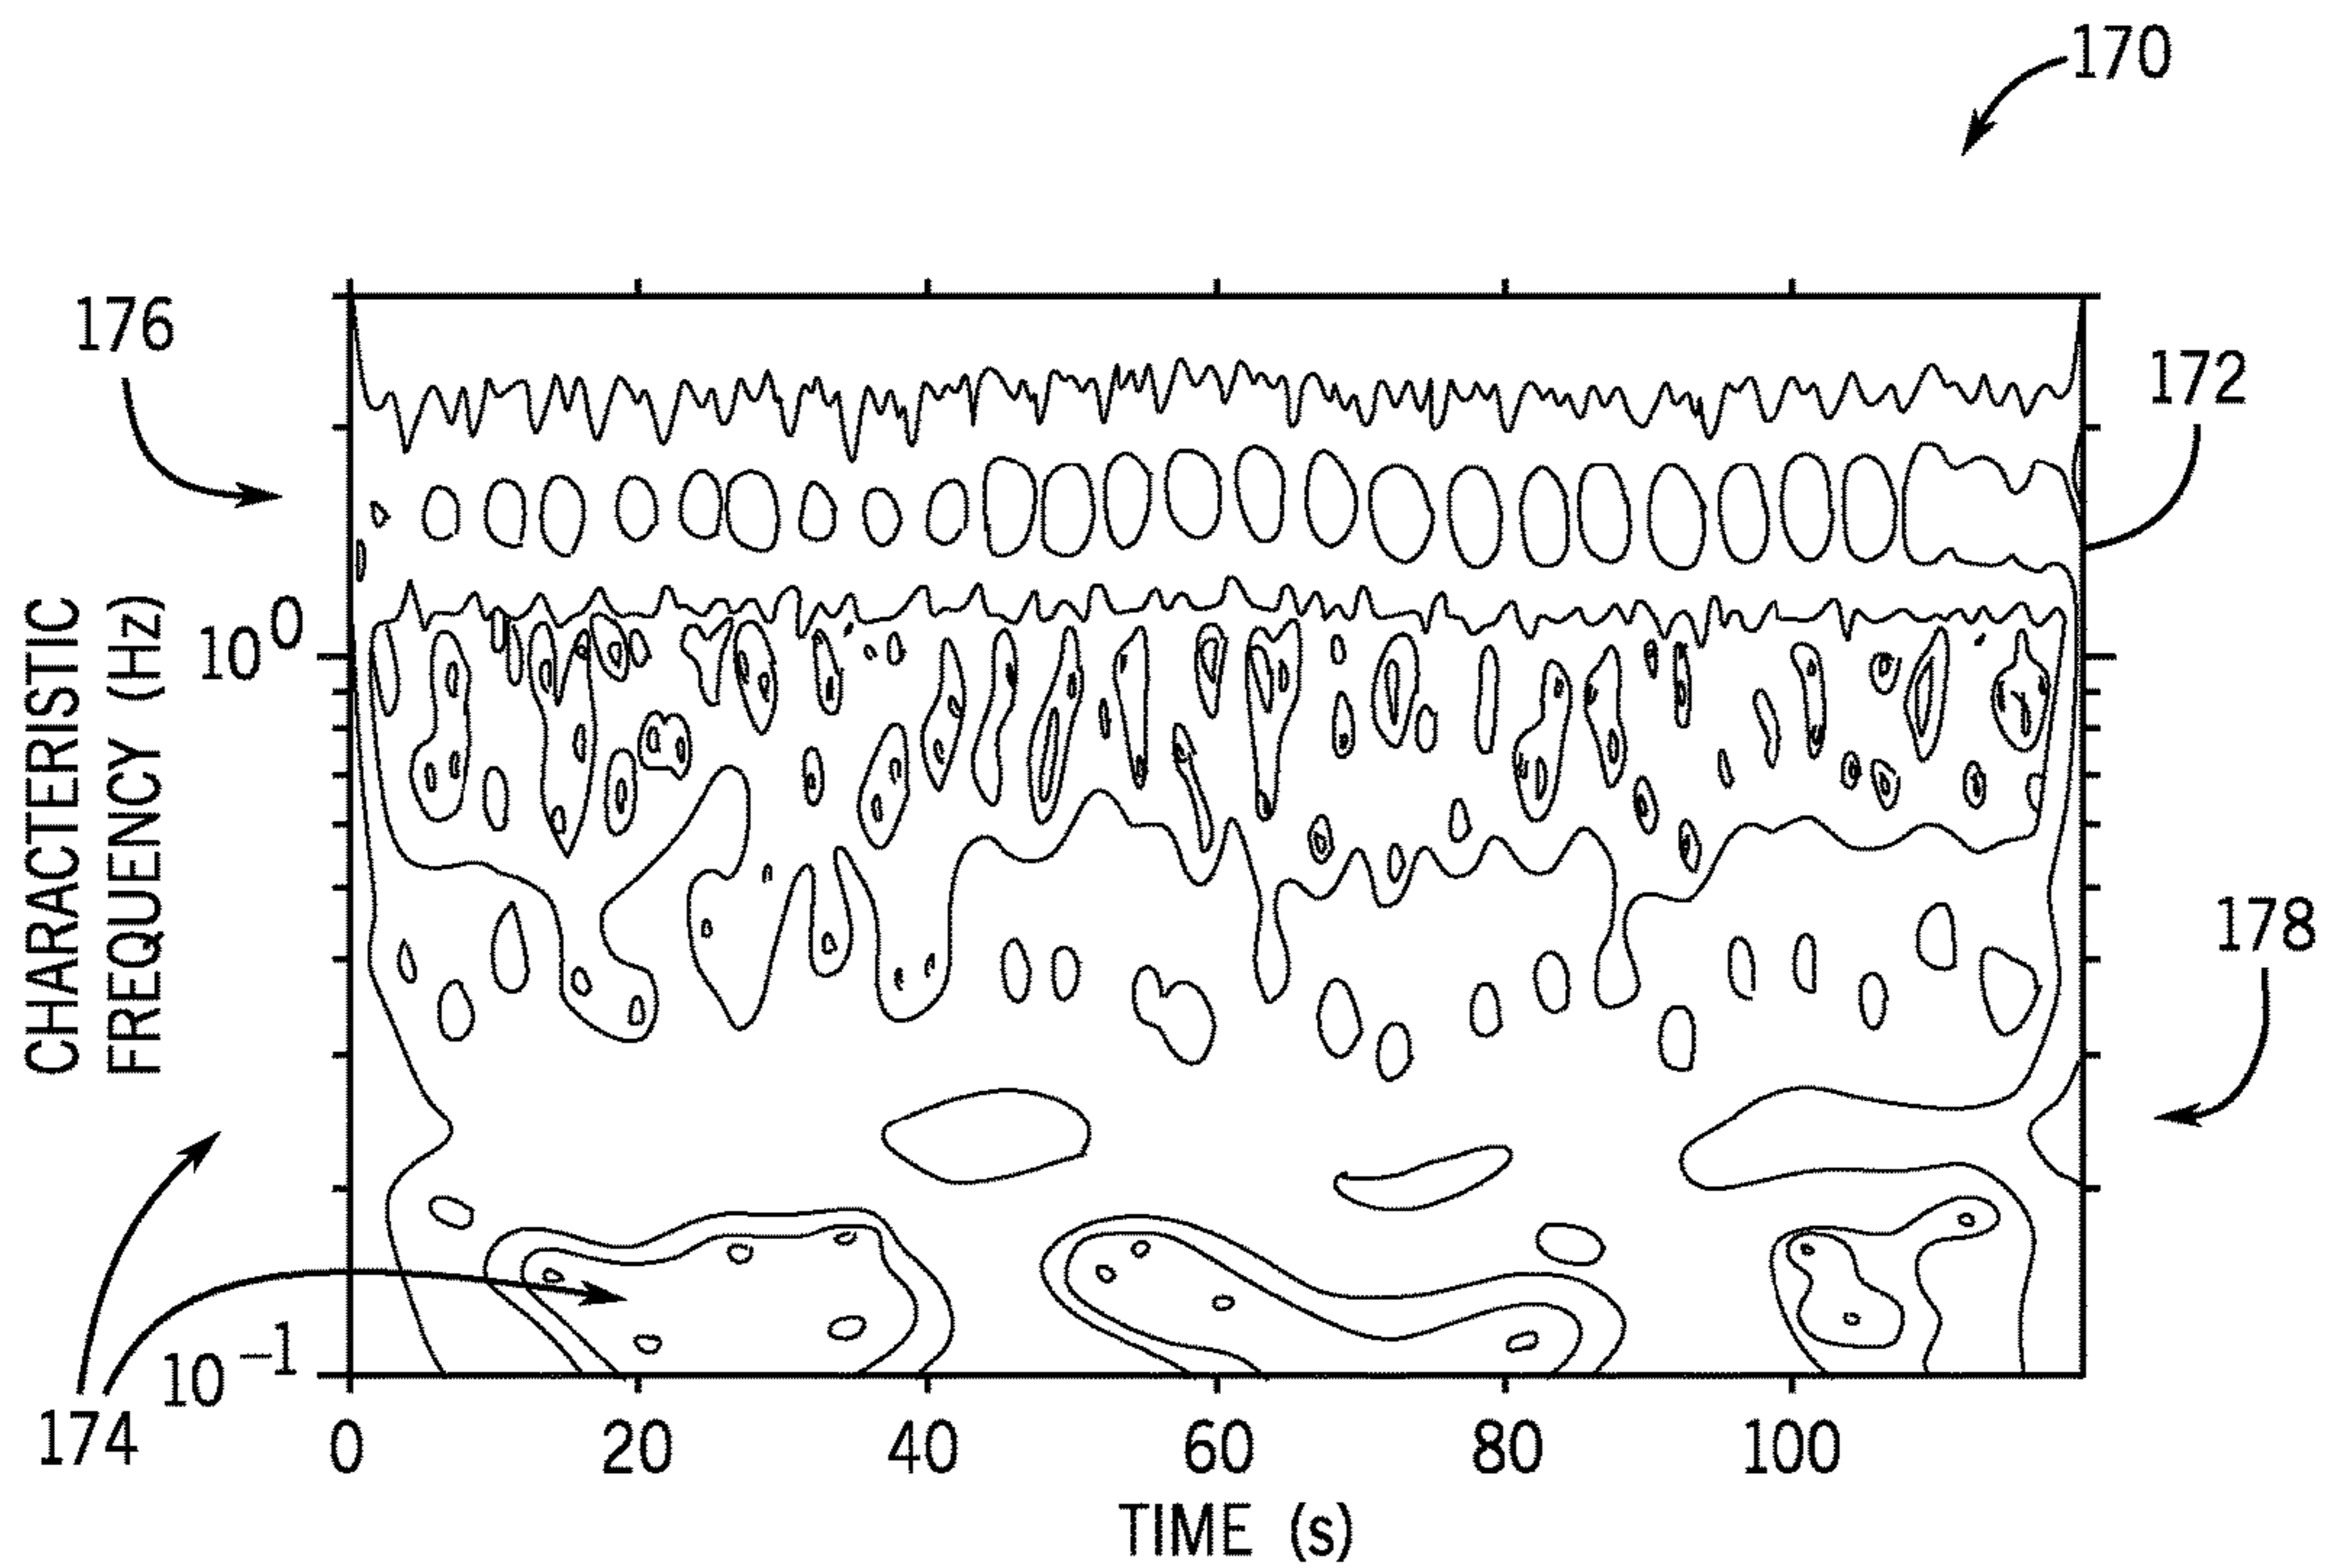 170
176
172
CHARACTERISTIC
FREQUENCY (Hz)
10^0
178
10^-1
174
0 20 40 60 80 100
TIME (s)